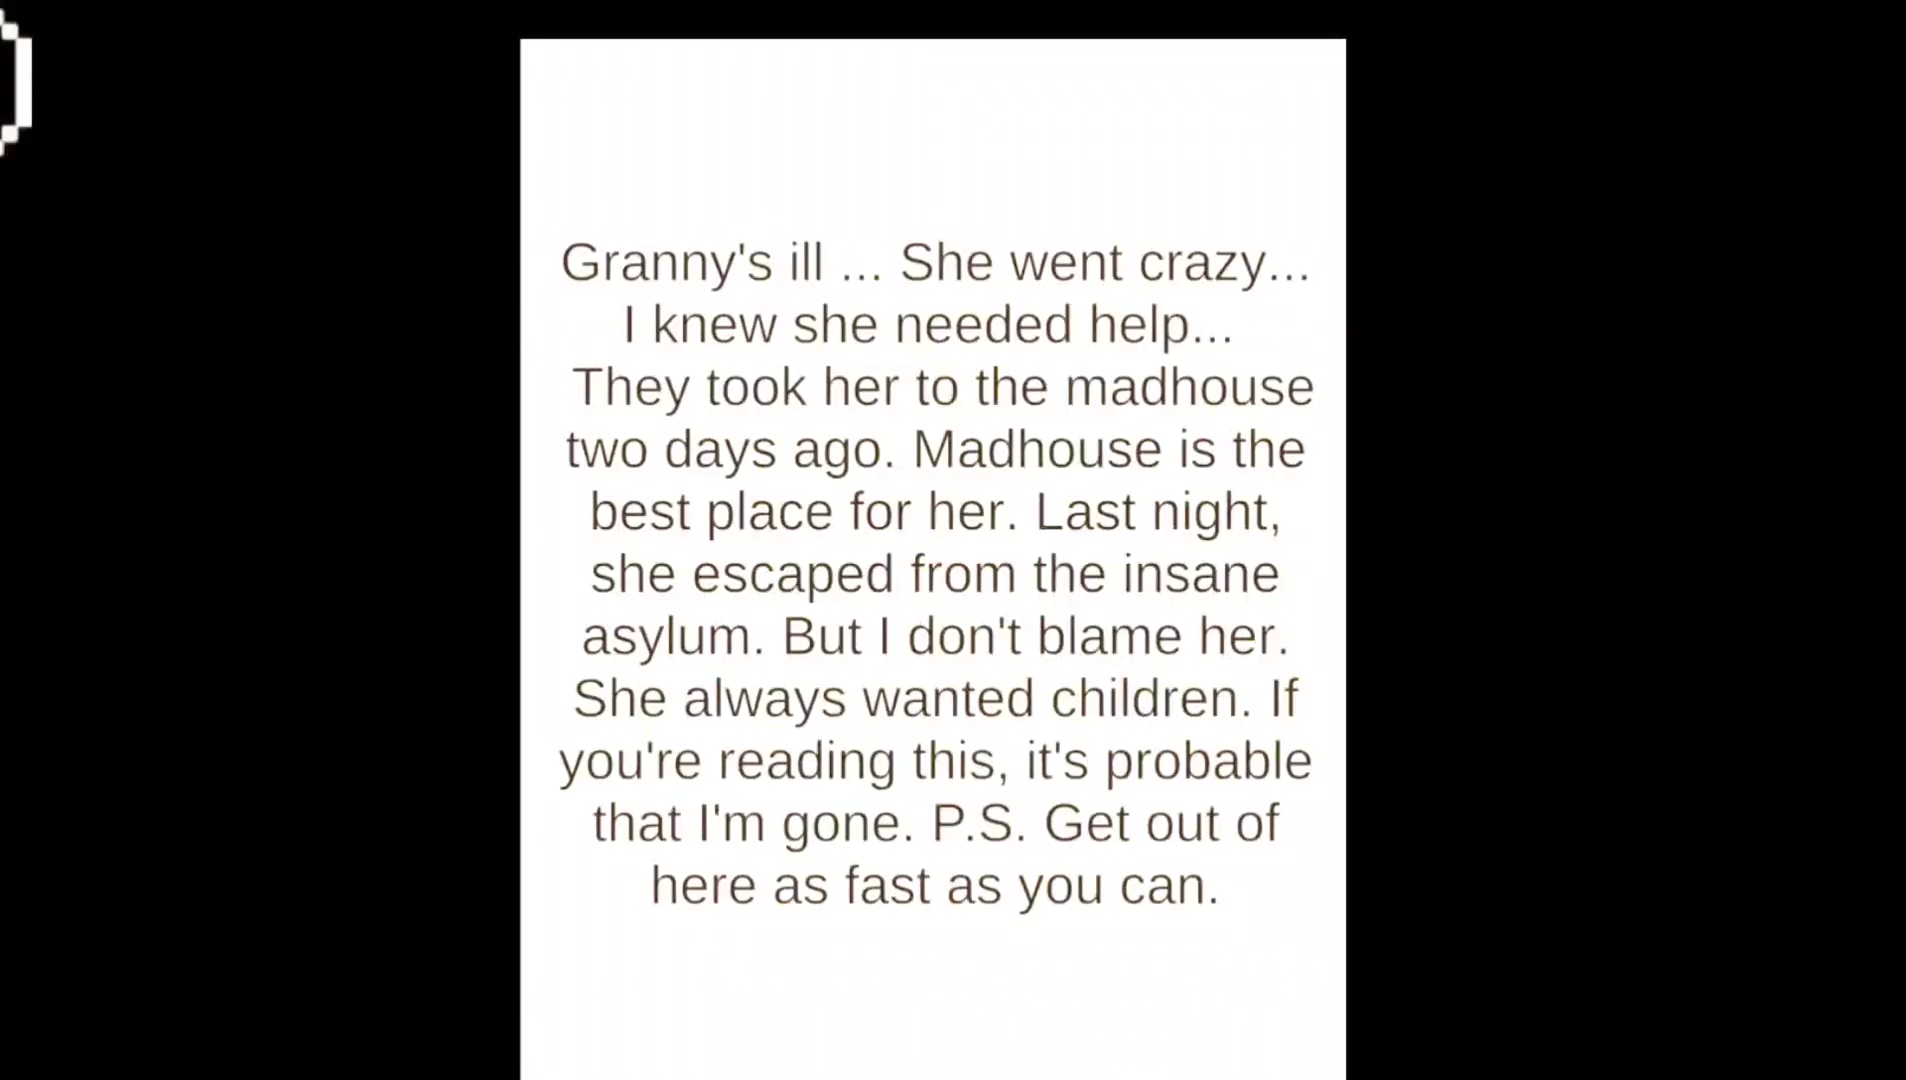 Granny's ill ... She went crazy...
I knew she needed help...
They took her to the madhouse
two days ago. Madhouse is the
best place for her. Last night,
she escaped from the insane
asylum. But I don't blame her.
She always wanted children. If
you're reading this, it's probable
that I'm gone. P.S. Get out of
here as fast as you can.